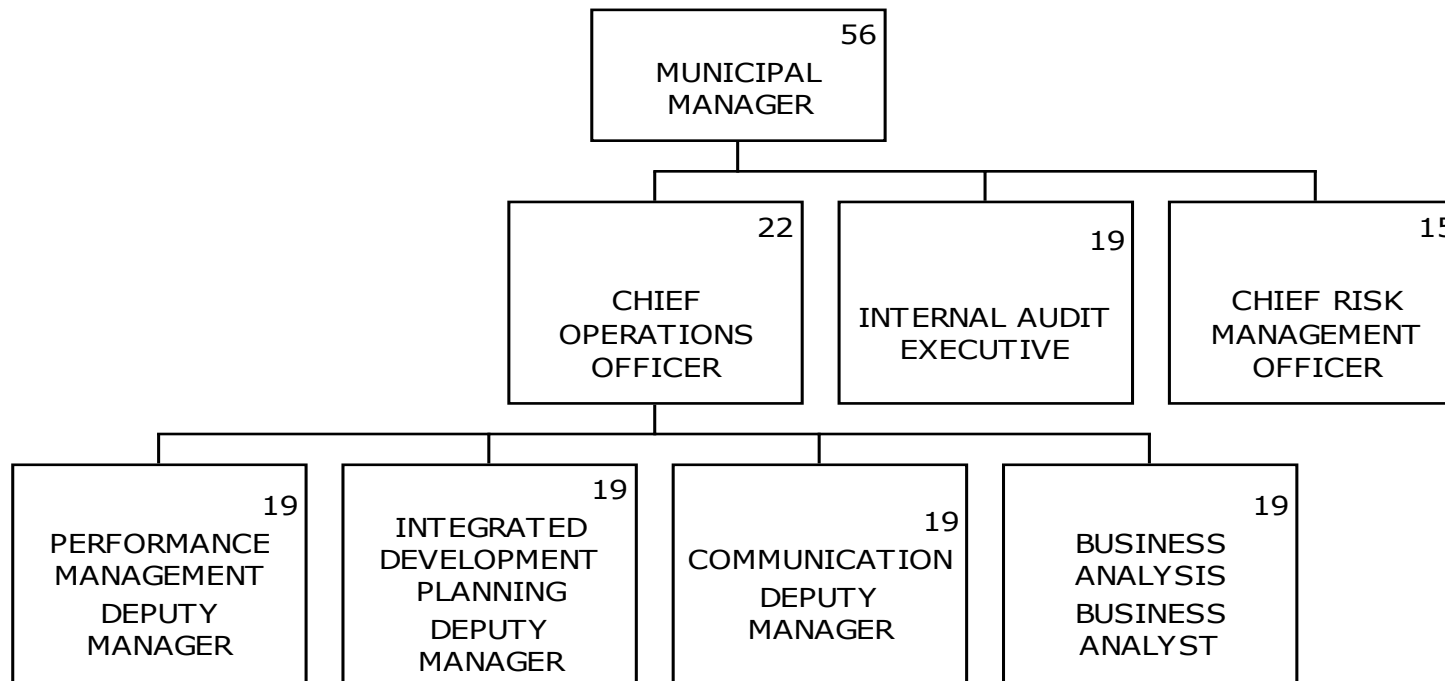 56
MUNICIPAL
MANAGER
22
CHIEF
OPERATIONS
OFFICER
19
INTERNAL AUDIT
EXECUTIVE
15
CHIEF RISK
MANAGEMENT
OFFICER
19
PERFORMANCE
MANAGEMENT
DEPUTY
MANAGER
19
INTEGRATED
DEVELOPMENT
PLANNING
DEPUTY
MANAGER
19
COMMUNICATION
DEPUTY
MANAGER
19
BUSINESS
ANALYSIS
BUSINESS
ANALYST